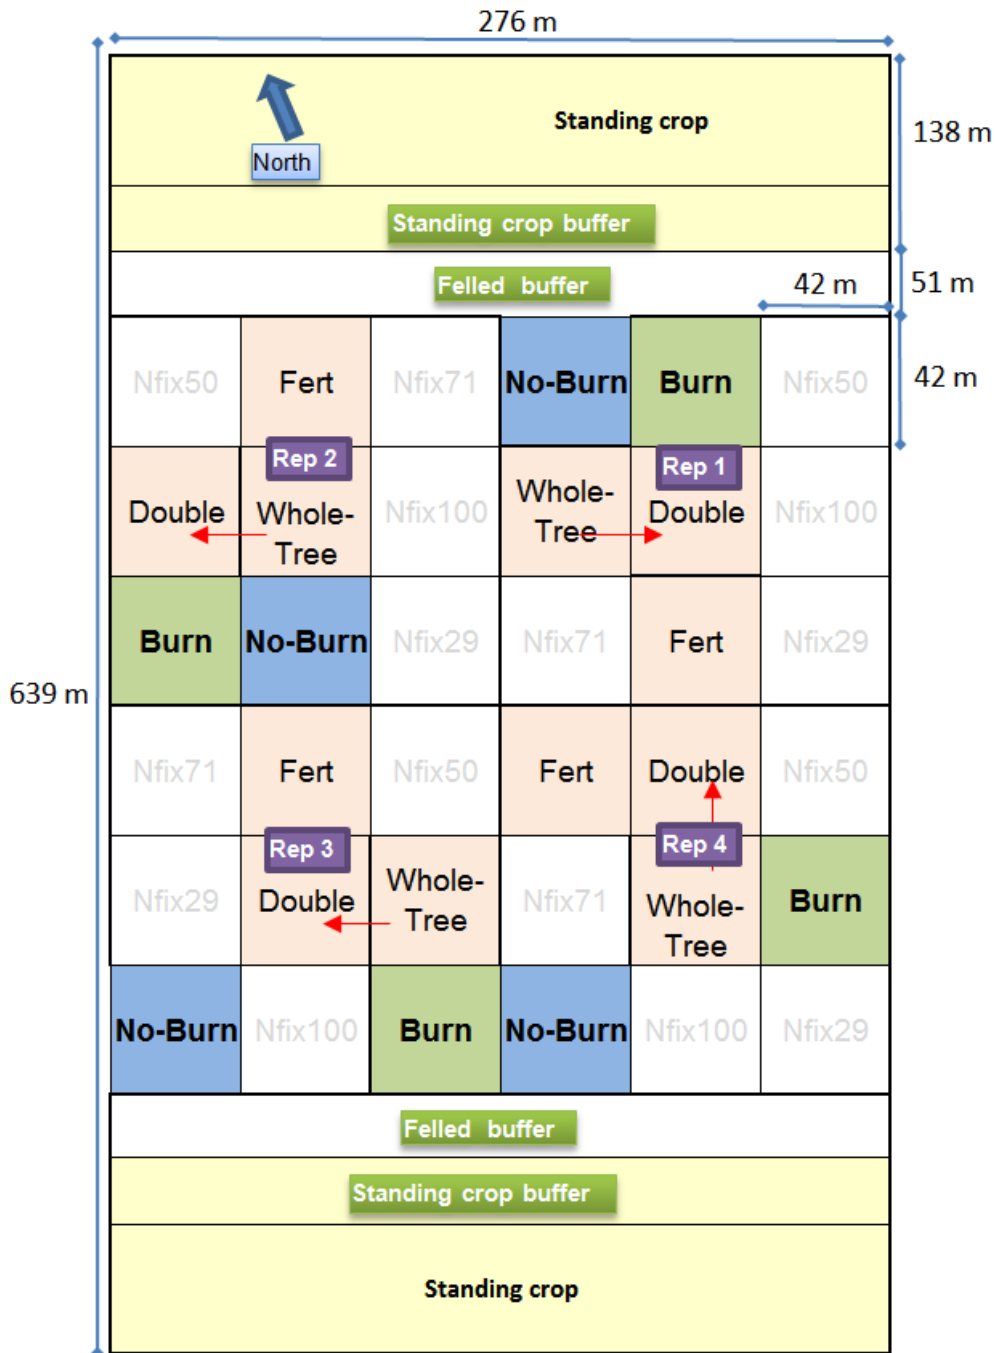 276 m
Standing crop
138 m
North
Standing crop buffer
Felled buffer
42 m
51 m
Nfix50
Fert
Nfix71
No-Burn
Burn
Nfix50
42 m
Rep 2
Rep 1
Double
Whole-
Tree
Nfix100
Whole-
Tree
Double
Nfix100
Burn
No-Burn
Nfix29
Nfix71
Fert
Nfix29
639 m
Nfix71
Fert
Nfix50
Fert
Double
Nfix50
Rep 3
Rep 4
Nfix29
Double
Whole-
Tree
Nfix71
Whole-
Tree
Burn
No-Burn
Nfix100
Burn
No-Burn
Nfix100
Nfix29
Felled buffer
Standing crop buffer
Standing crop